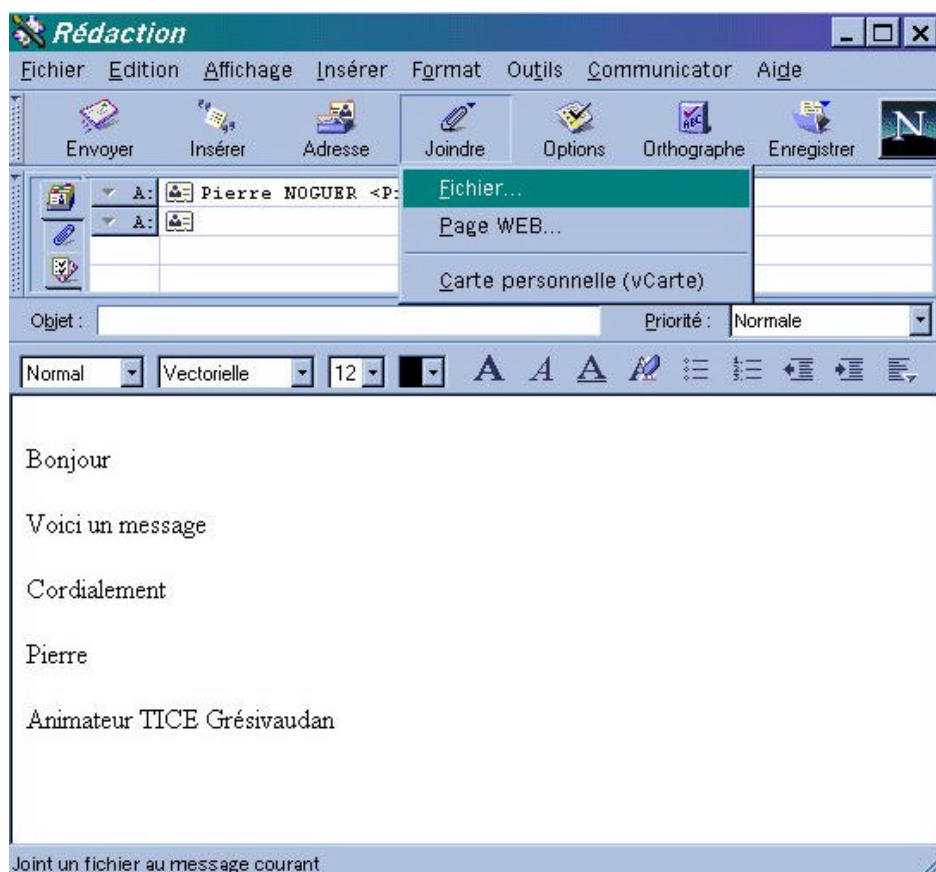 Rédaction
Fichier Edition Affichage Insérer Format Outils Communicator Aide
Envoyer Insérer Adresse Joindre Options Orthographe Enregistrer
N
A: Pierre NOGUER <P
A:
Fichier...
Page WEB...
Carte personnelle (vCarte)
Objet : Priorité : Normale
Normal Vectorielle 12 A A A
Bonjour
Voici un message
Cordialement
Pierre
Animateur TICE Grésivaudan
Joint un fichier au message courant